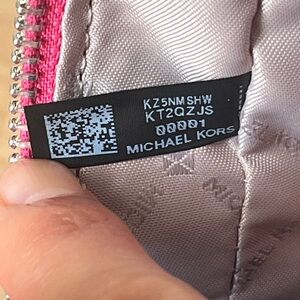 KZ5NMSHW
KT2QZJS
00001
MICHAEL KORS